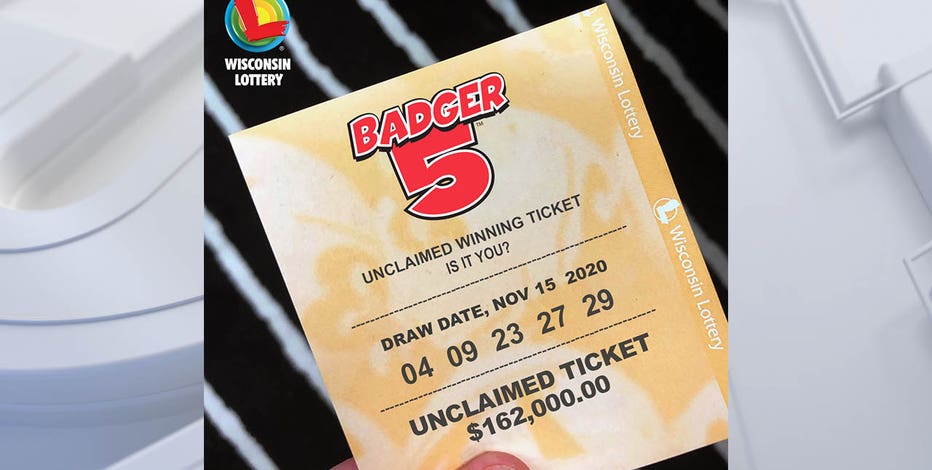 WISCONSIN
LOTTERY
®
BADGER
5™
UNCLAIMED WINNING TICKET
IS IT YOU?
DRAW DATE, NOV 15 2020
04 09 23 27 29
UNCLAIMED TICKET
$162,000.00
Wisconsin Lottery
Wisconsin Lottery